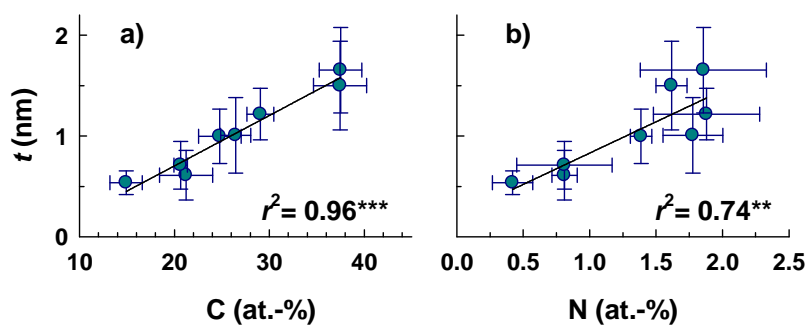 a)
b)
2
1
0
t (nm)
r² = 0.96***
r² = 0.74**
10 20 30 40
0.0 0.5 1.0 1.5 2.0 2.5
C (at.-%)
N (at.-%)